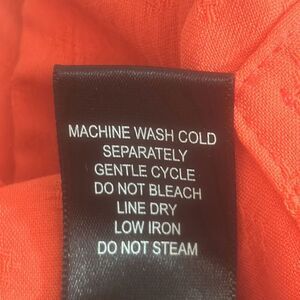 MACHINE WASH COLD
SEPARATELY
GENTLE CYCLE
DO NOT BLEACH
LINE DRY
LOW IRON
DO NOT STEAM